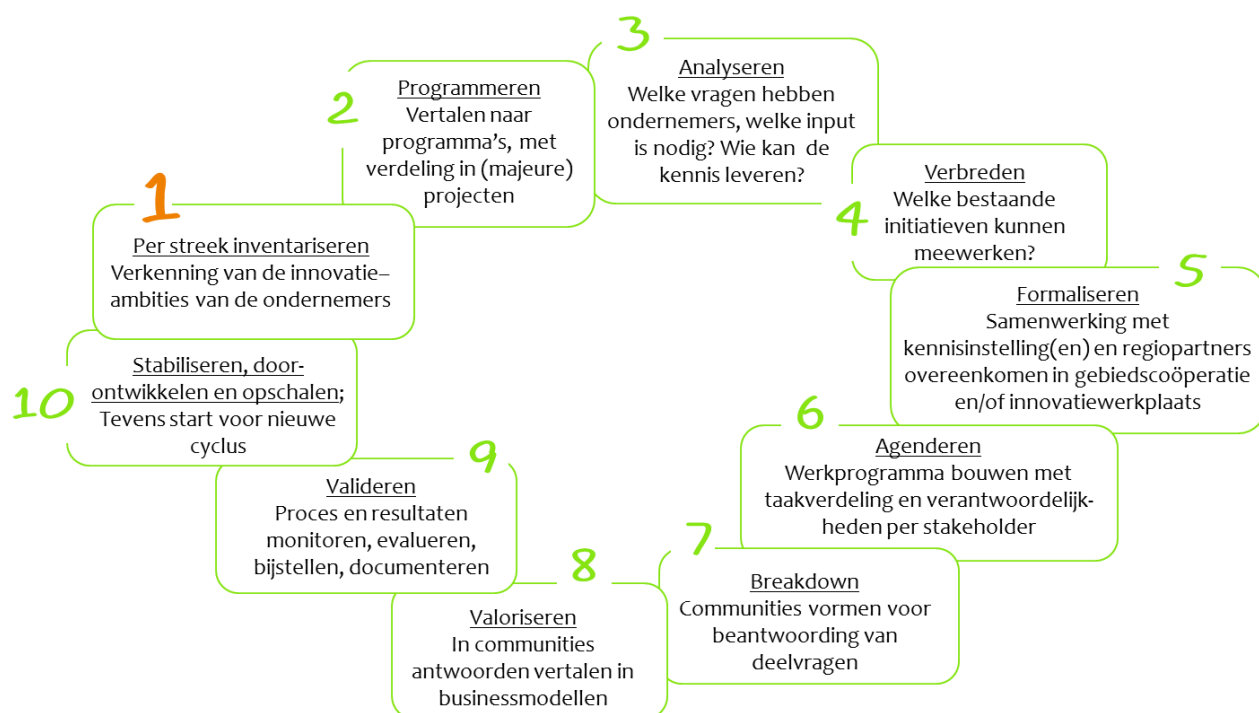 1
Per streek inventariseren
Verkenning van de innovatie–
ambities van de ondernemers
2
Programmeren
Vertalen naar
programma’s, met
verdeling in (majeure)
projecten
3
Analyseren
Welke vragen hebben
ondernemers, welke input
is nodig? Wie kan de
kennis leveren?
4
Verbreden
Welke bestaande
initiatieven kunnen
meewerken?
5
Formaliseren
Samenwerking met
kennisinstelling(en) en regiopartners
overeenkomen in gebiedscoöperatie
en/of innovatiewerkplaats
6
Agenderen
Werkprogramma bouwen met
taakverdeling en verantwoordelijk-
heden per stakeholder
7
Breakdown
Communities vormen voor
beantwoording van
deelvragen
8
Valoriseren
In communities
antwoorden vertalen in
businessmodellen
9
Valideren
Proces en resultaten
monitoren, evalueren,
bijstellen, documenteren
10
Stabiliseren, door-
ontwikkelen en opschalen;
Tevens start voor nieuwe
cyclus